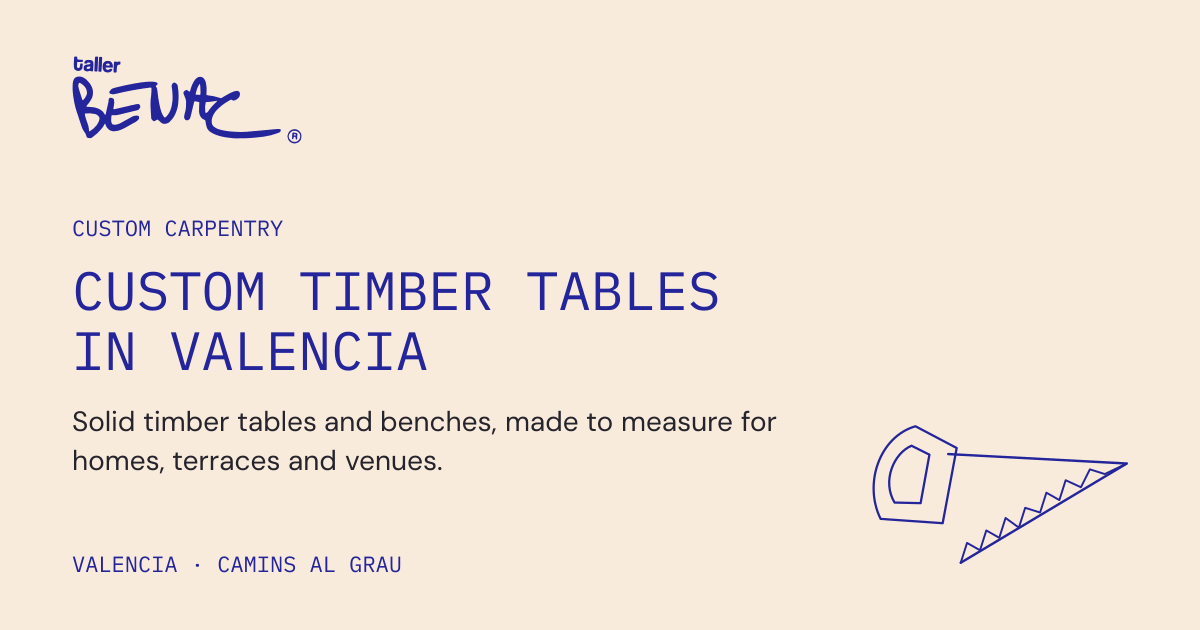 taller
BENAC
®
CUSTOM CARPENTRY
CUSTOM TIMBER TABLES
IN VALENCIA
Solid timber tables and benches, made to measure for
homes, terraces and venues.
VALENCIA · CAMINS AL GRAU